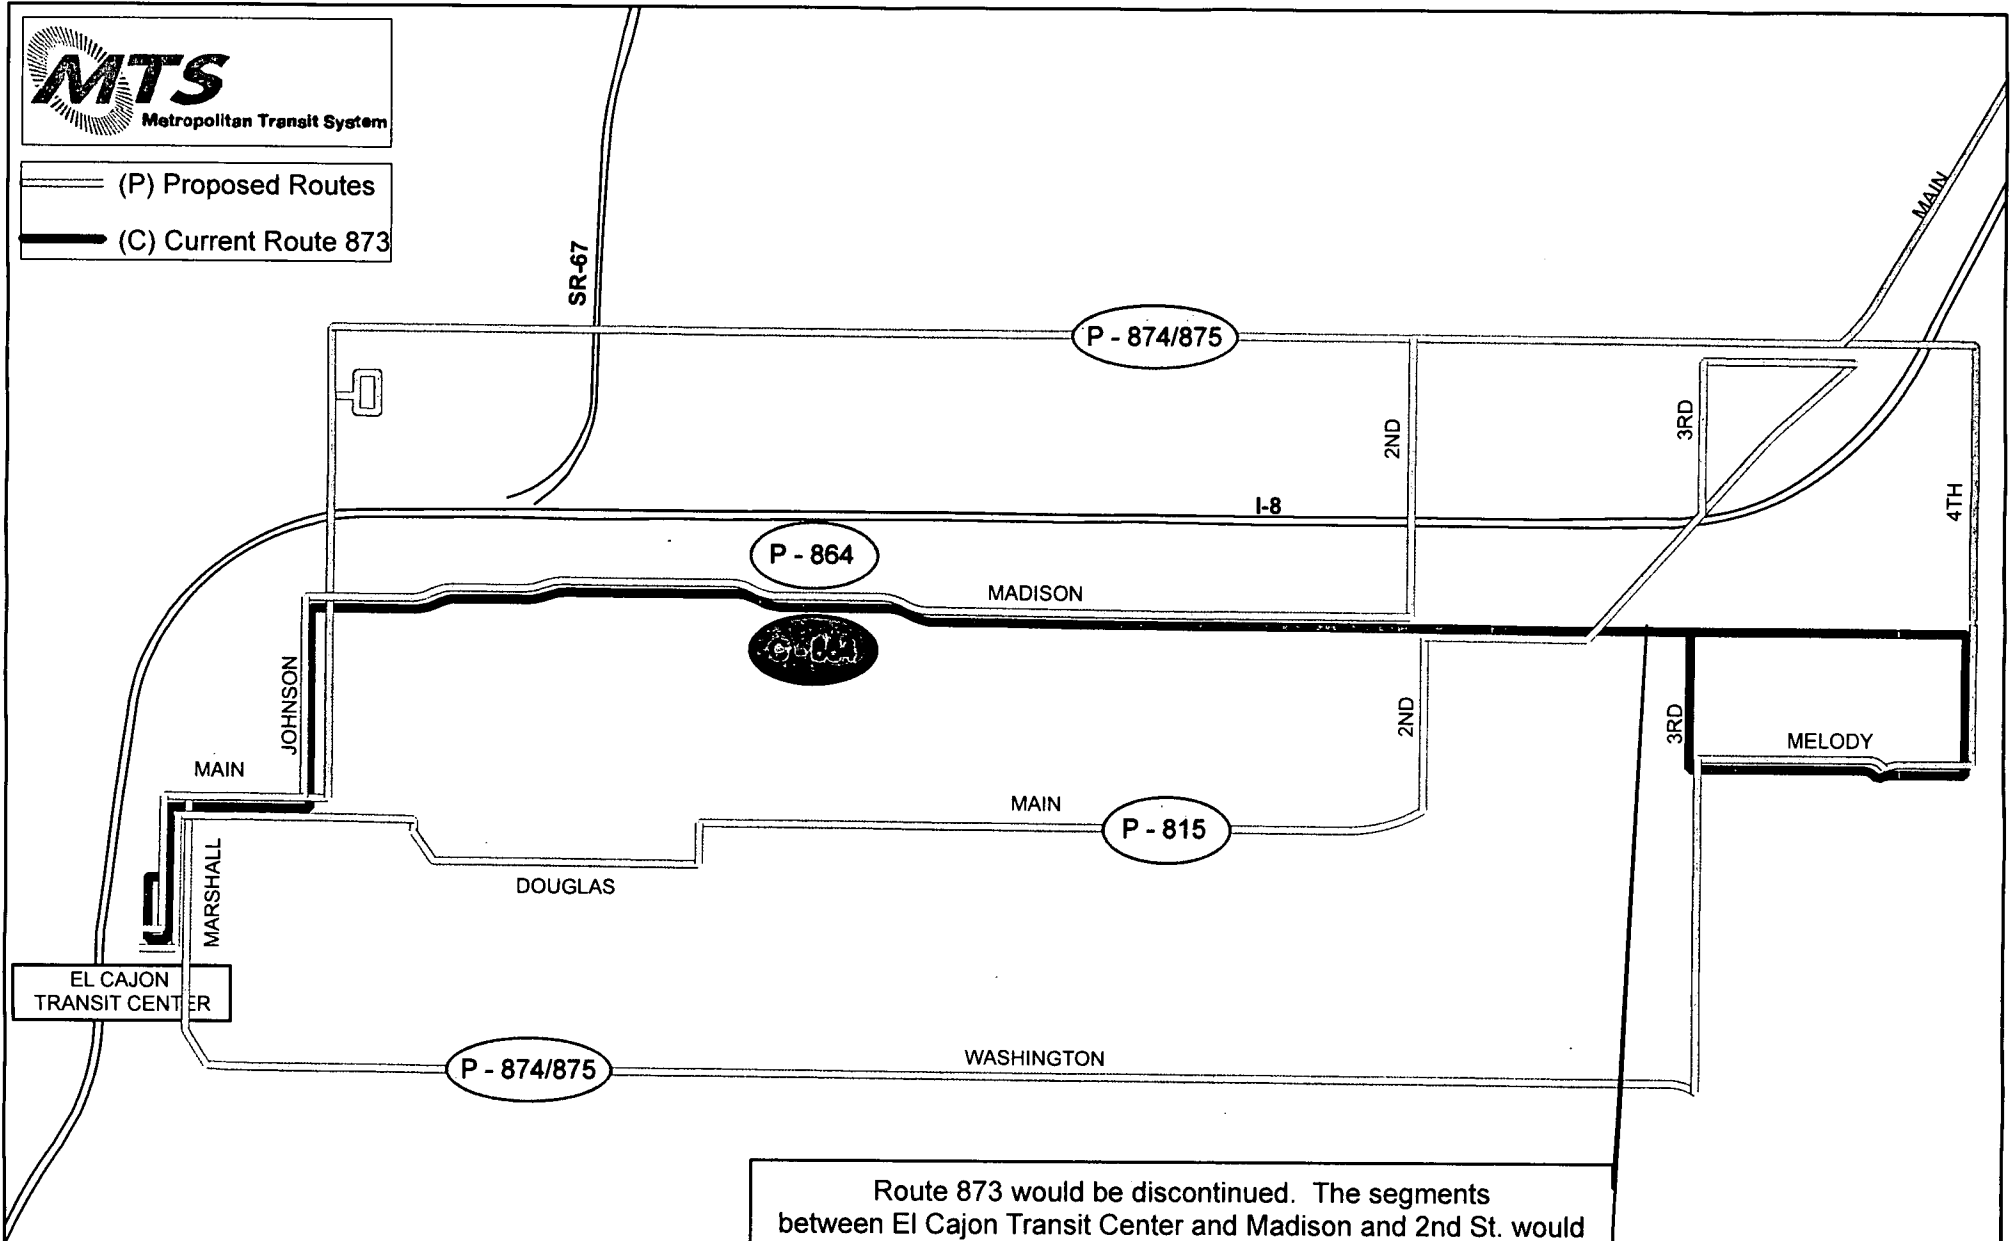 MTS
Metropolitan Transit System
(P) Proposed Routes
(C) Current Route 873
SR-67
MAIN
P - 874/875
2ND
3RD
4TH
I-8
P - 864
MADISON
JOHNSON
2ND
3RD
MELODY
MAIN
MAIN
P - 815
MARSHALL
DOUGLAS
EL CAJON
TRANSIT CENTER
P - 874/875
WASHINGTON
Route 873 would be discontinued. The segments
between El Cajon Transit Center and Madison and 2nd St. would